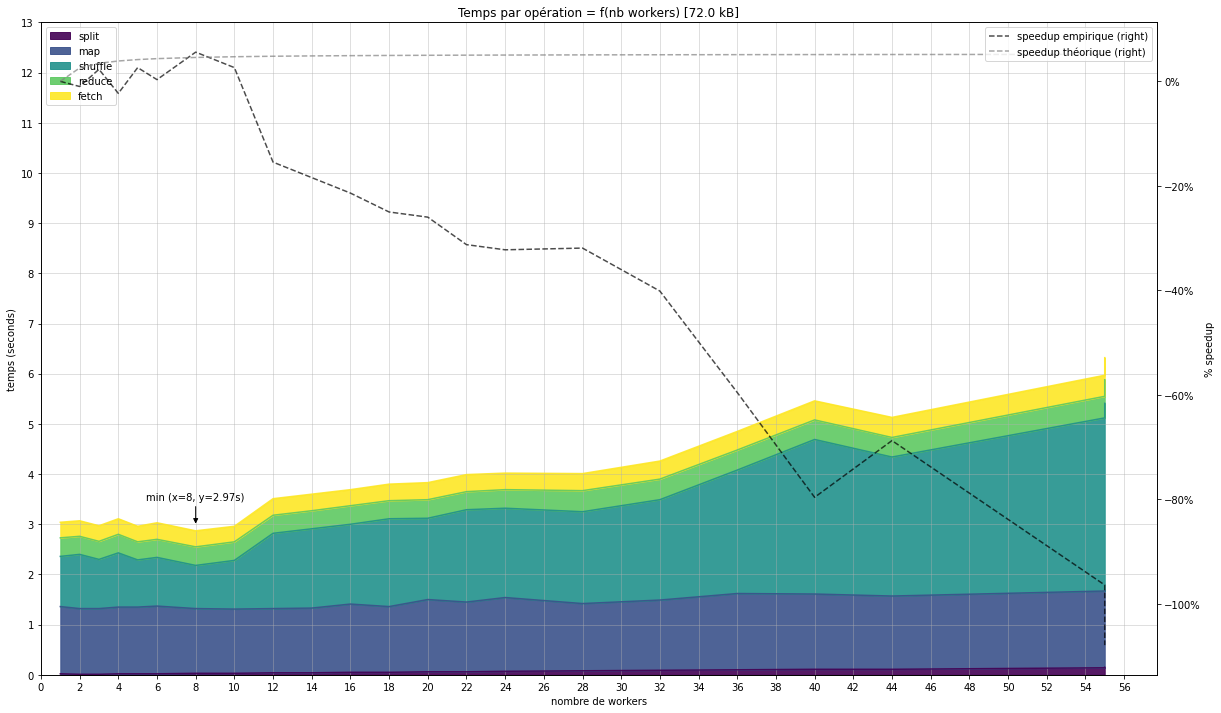 Temps par opération = f(nb workers) [72.0 kB]
split
map
shuffle
reduce
fetch
speedup empirique (right)
speedup théorique (right)
13
12
11
10
9
8
7
6
5
4
3
2
1
0
temps (secondes)
0%
−20%
−40%
−60%
−80%
−100%
% speedup
min (x=8, y=2.97s)
0 2 4 6 8 10 12 14 16 18 20 22 24 26 28 30 32 34 36 38 40 42 44 46 48 50 52 54 56
nombre de workers